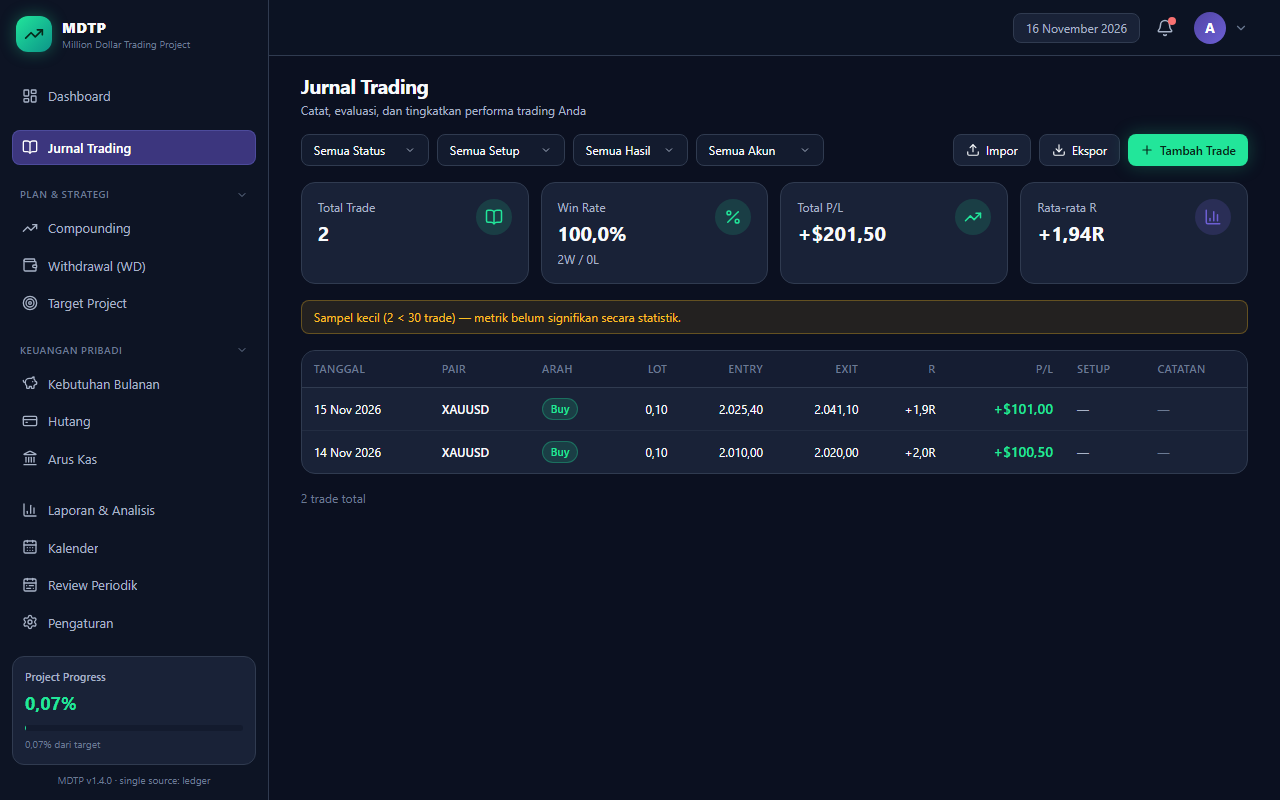 MDTP
Million Dollar Trading Project
Dashboard
Jurnal Trading
PLAN & STRATEGI
Compounding
Withdrawal (WD)
Target Project
KEUANGAN PRIBADI
Kebutuhan Bulanan
Hutang
Arus Kas
Laporan & Analisis
Kalender
Review Periodik
Pengaturan
Project Progress
0,07%
0,07% dari target
MDTP v1.4.0 · single source: ledger
16 November 2026
A
Jurnal Trading
Catat, evaluasi, dan tingkatkan performa trading Anda
Semua Status Semua Setup Semua Hasil Semua Akun Impor Ekspor + Tambah Trade
Total Trade
2
Win Rate
100,0%
2W / 0L
Total P/L
+$201,50
Rata-rata R
+1,94R
Sampel kecil (2 < 30 trade) — metrik belum signifikan secara statistik.
TANGGAL PAIR ARAH LOT ENTRY EXIT R P/L SETUP CATATAN
15 Nov 2026 XAUUSD Buy 0,10 2.025,40 2.041,10 +1,9R +$101,00 — —
14 Nov 2026 XAUUSD Buy 0,10 2.010,00 2.020,00 +2,0R +$100,50 — —
2 trade total